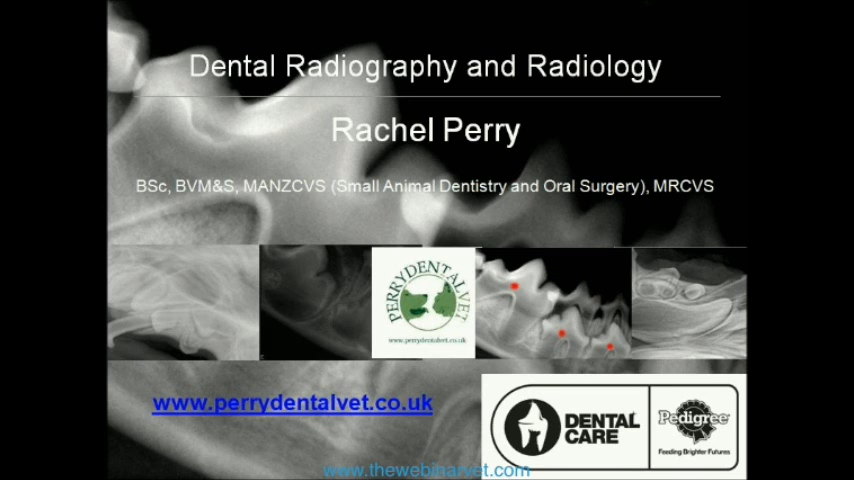 Dental Radiography and Radiology
Rachel Perry
BSc, BVM&S, MANZCVS (Small Animal Dentistry and Oral Surgery), MRCVS
PERRYDENTALVET
www.perrydentalvet.co.uk
www.perrydentalvet.co.uk
DENTAL
CARE
Pedigree
Feeding Brighter Futures
www.thewebinarvet.com